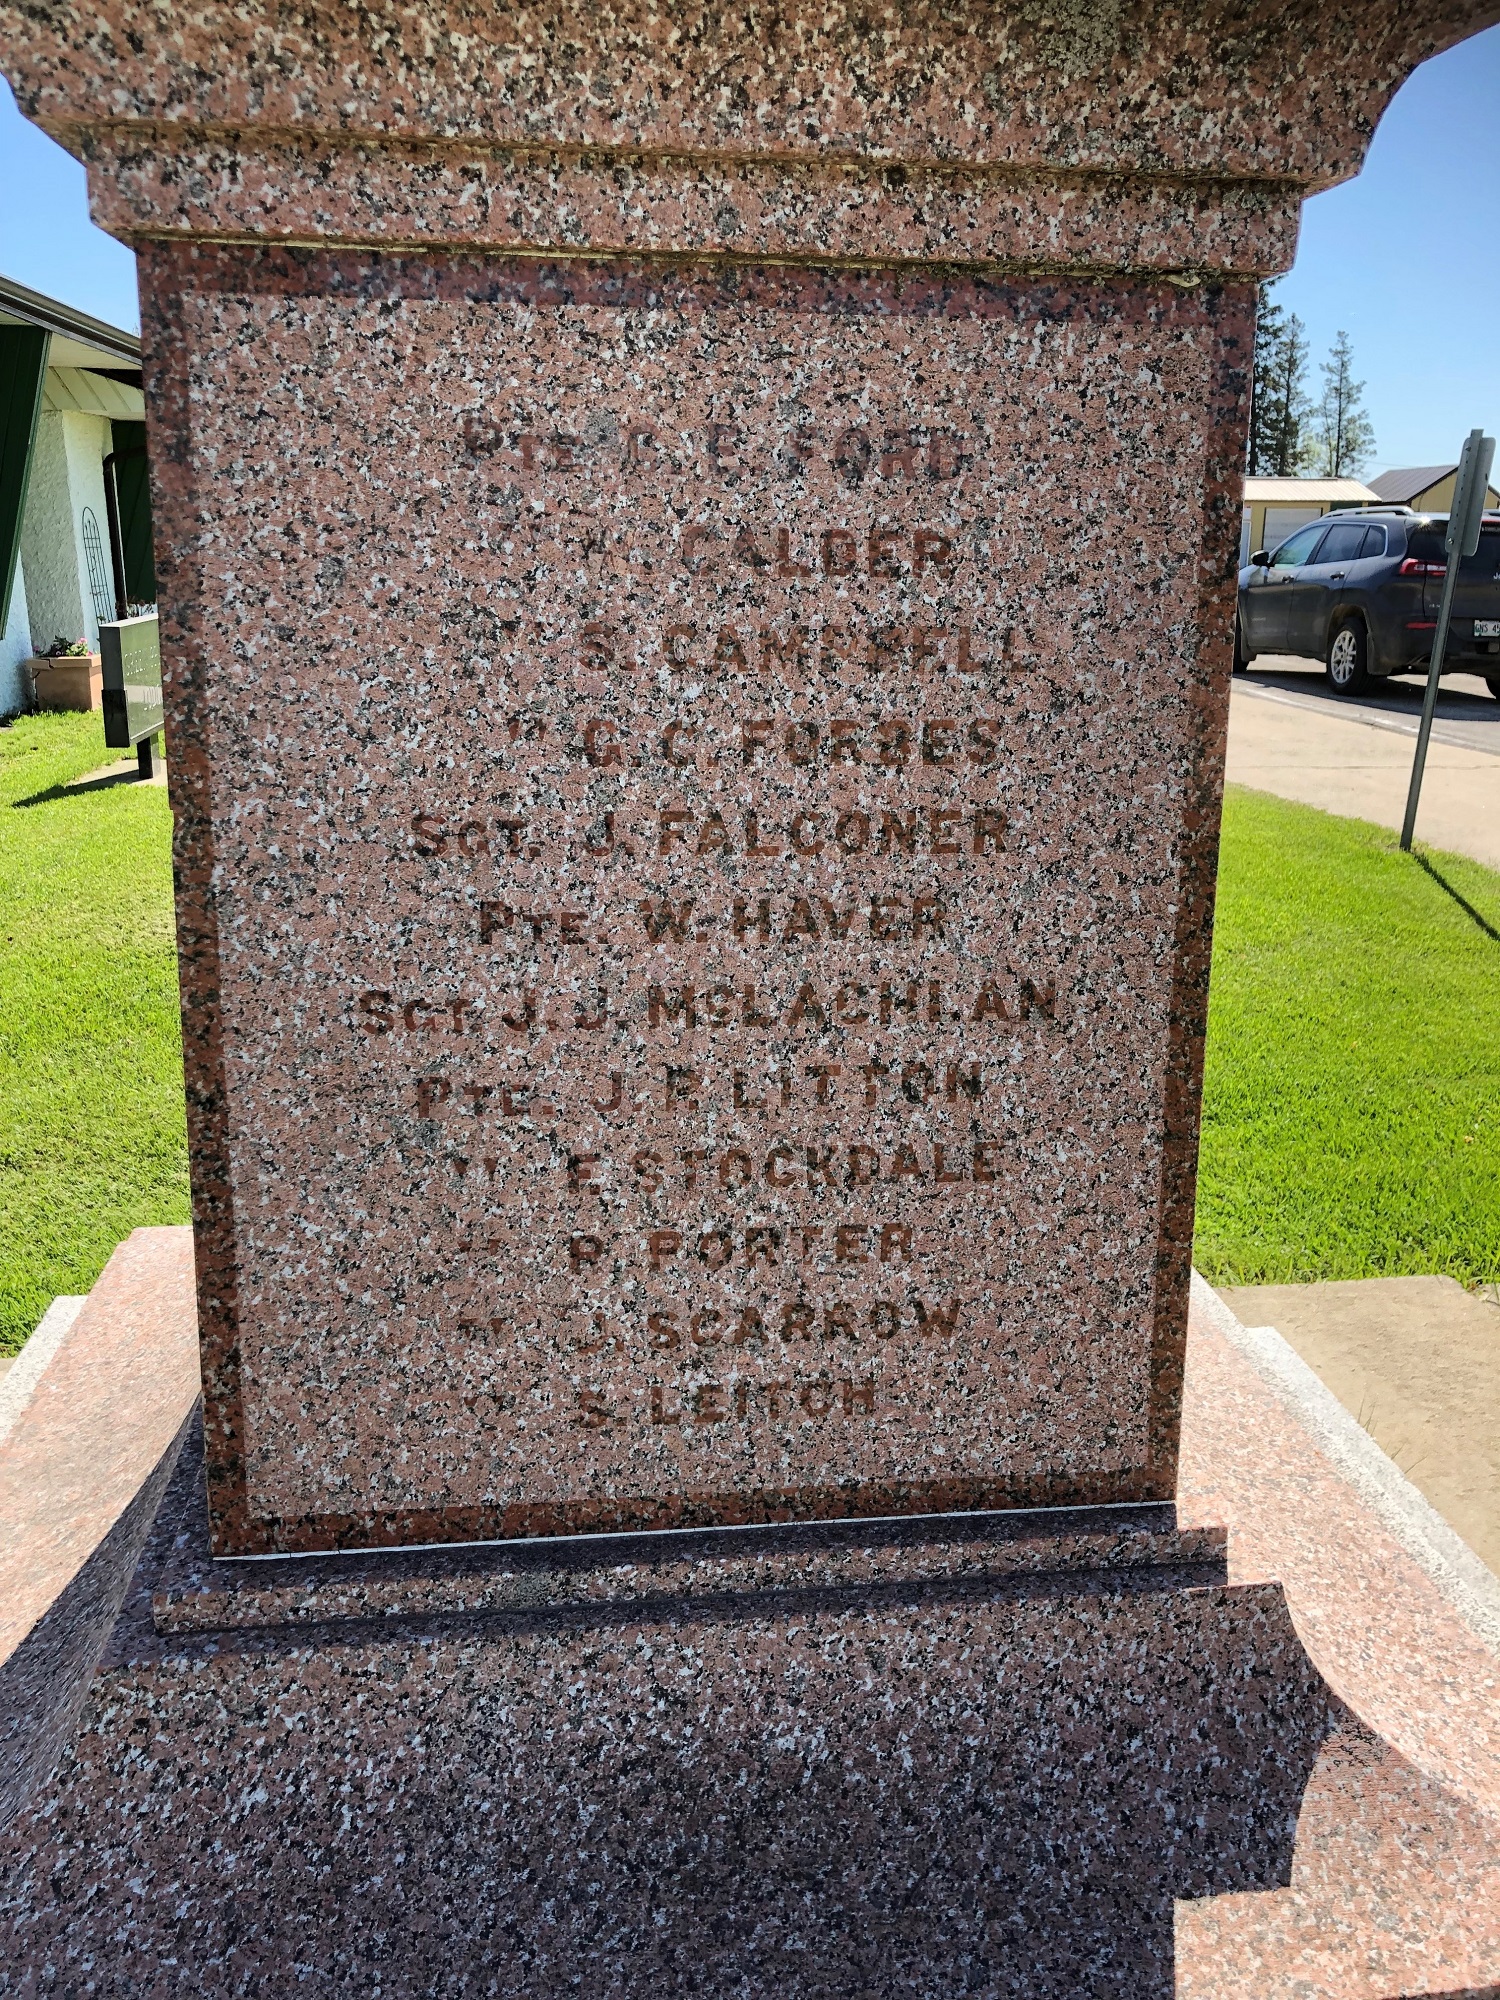 PTE C. E. FORD
" A. CALDER
" S. CAMPBELL
" G. C. FORBES
SGT. J. FALCONER
PTE. W. HAVER
SGT. J. J. MCLACHLAN
PTE. J. P. LITTON
" F. STOCKDALE
" R. PORTER
" J. SCARROW
" S. LEITCH